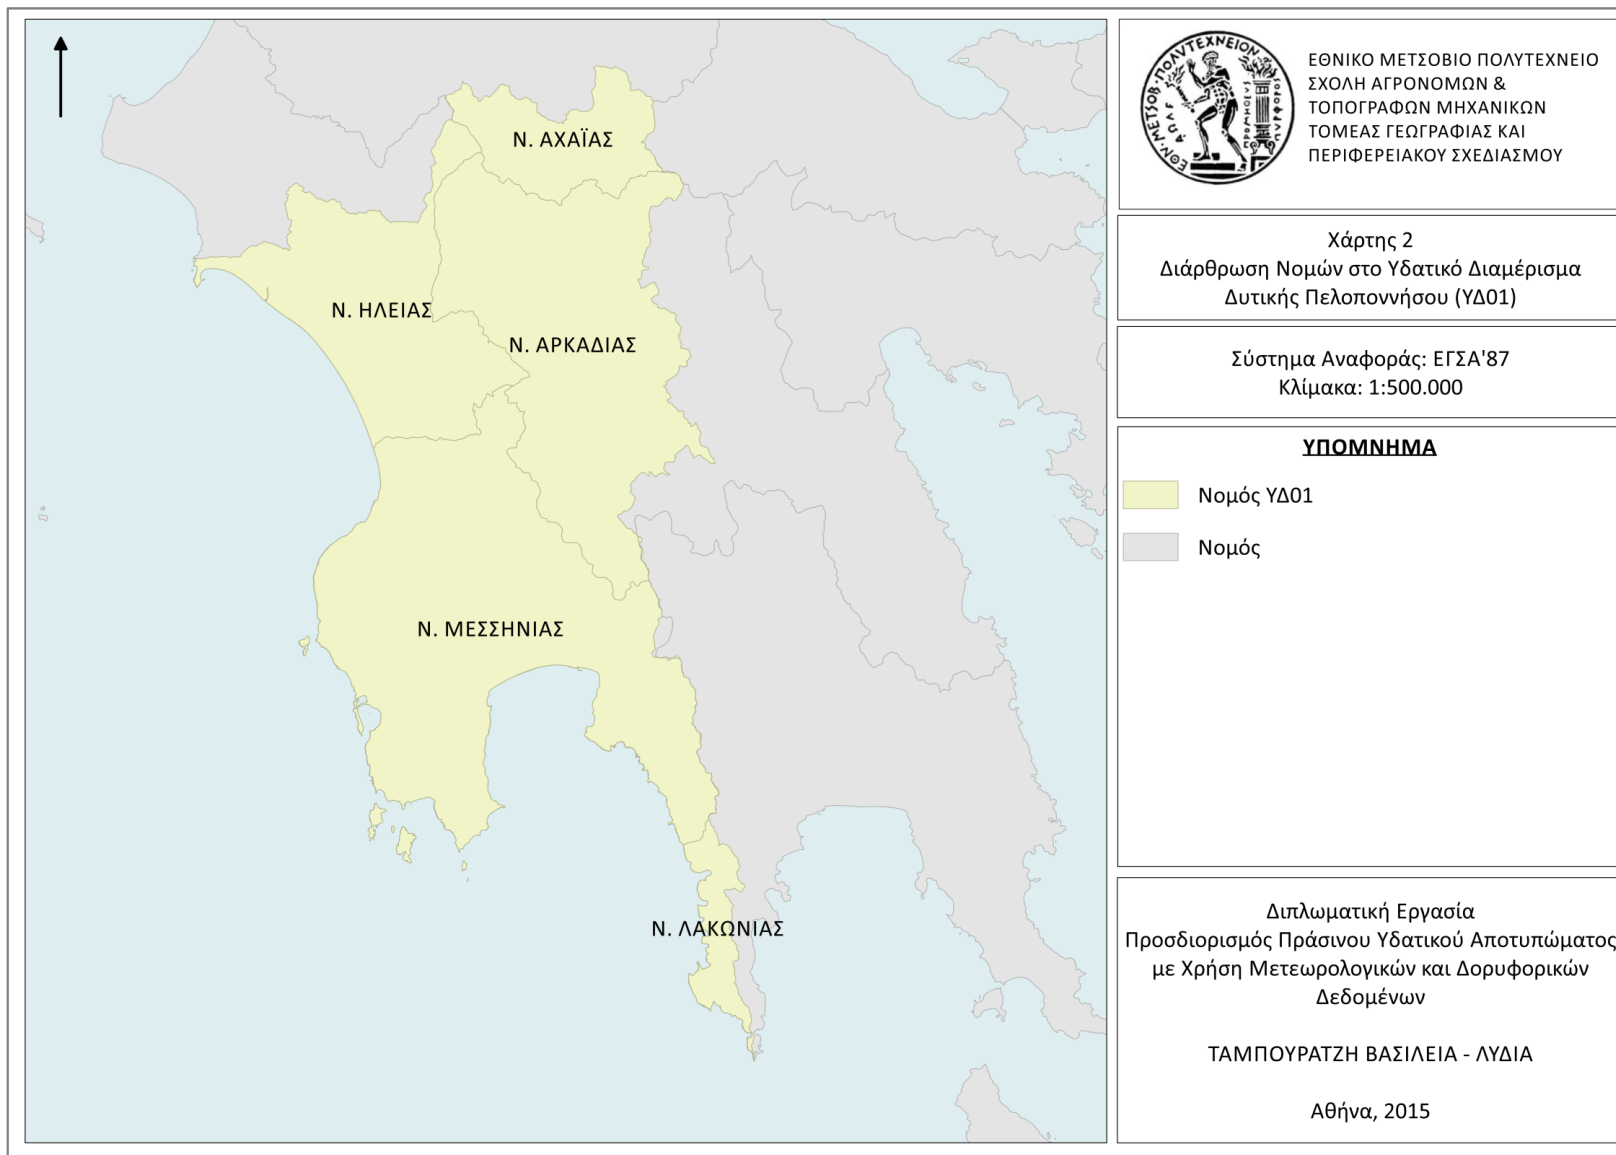 Ν. ΑΧΑΪΑΣ
Ν. ΗΛΕΙΑΣ
Ν. ΑΡΚΑΔΙΑΣ
Ν. ΜΕΣΣΗΝΙΑΣ
Ν. ΛΑΚΩΝΙΑΣ
ΕΘΝΙΚΟ ΜΕΤΣΟΒΙΟ ΠΟΛΥΤΕΧΝΕΙΟ
ΣΧΟΛΗ ΑΓΡΟΝΟΜΩΝ &
ΤΟΠΟΓΡΑΦΩΝ ΜΗΧΑΝΙΚΩΝ
ΤΟΜΕΑΣ ΓΕΩΓΡΑΦΙΑΣ ΚΑΙ
ΠΕΡΙΦΕΡΕΙΑΚΟΥ ΣΧΕΔΙΑΣΜΟΥ
Χάρτης 2
Διάρθρωση Νομών στο Υδατικό Διαμέρισμα
Δυτικής Πελοποννήσου (ΥΔ01)
Σύστημα Αναφοράς: ΕΓΣΑ'87
Κλίμακα: 1:500.000
ΥΠΟΜΝΗΜΑ
Νομός ΥΔ01
Νομός
Διπλωματική Εργασία
Προσδιορισμός Πράσινου Υδατικού Αποτυπώματος
με Χρήση Μετεωρολογικών και Δορυφορικών
Δεδομένων
ΤΑΜΠΟΥΡΑΤΖΗ ΒΑΣΙΛΕΙΑ - ΛΥΔΙΑ
Αθήνα, 2015